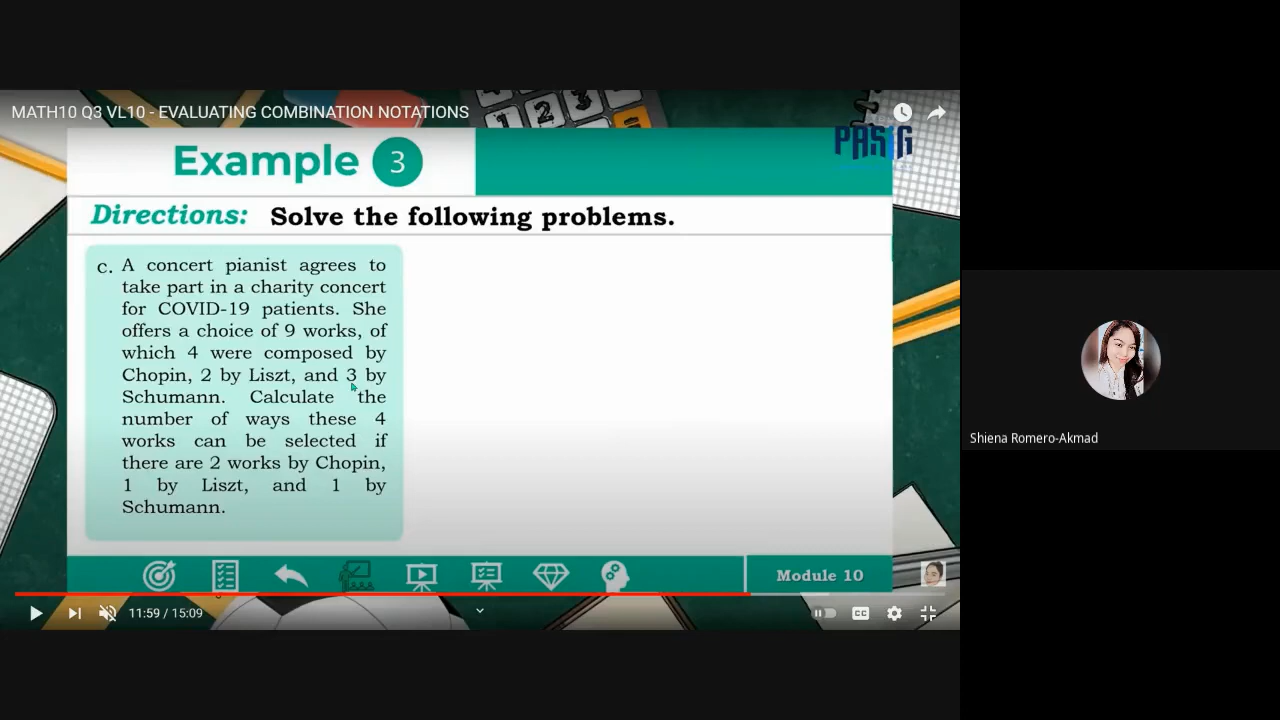 MATH10 Q3 VL10 - EVALUATING COMBINATION NOTATIONS
1 2 3
PASIG
Example 3
Directions: Solve the following problems.
c. A concert pianist agrees to
take part in a charity concert
for COVID-19 patients. She
offers a choice of 9 works, of
which 4 were composed by
Chopin, 2 by Liszt, and 3 by
Schumann. Calculate the
number of ways these 4
works can be selected if
there are 2 works by Chopin,
1 by Liszt, and 1 by
Schumann.
Shiena Romero-Akmad
Module 10
11:59 / 15:09
CC